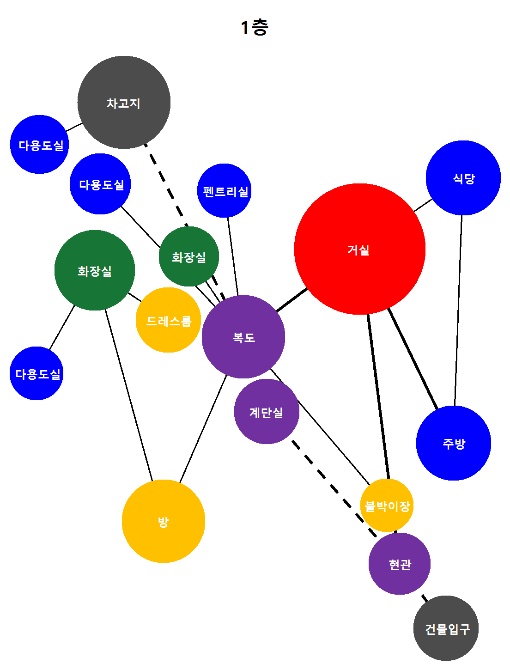 1층
차고지
다용도실
식당
다용도실
펜트리실
거실
화장실
화장실
드레스룸
복도
다용도실
계단실
주방
붙박이장
방
현관
건물입구